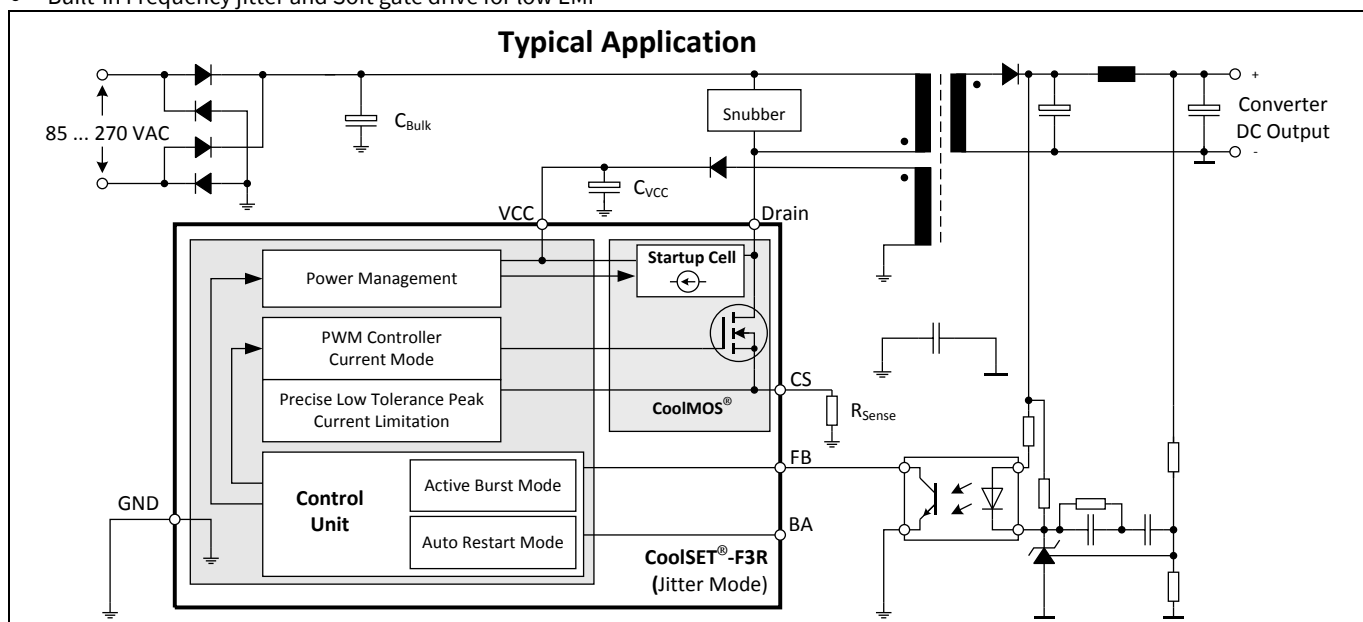 • Built-in Frequency jitter and Soft gate drive for low EMI
Typical Application
85 ... 270 VAC
CBulk
Snubber
+
Converter
DC Output
-
CVCC
VCC
Drain
Power Management
Startup Cell
PWM Controller
Current Mode
Precise Low Tolerance Peak
Current Limitation
CoolMOS®
CS
RSense
FB
GND
Control
Unit
Active Burst Mode
Auto Restart Mode
BA
CoolSET®-F3R
(Jitter Mode)